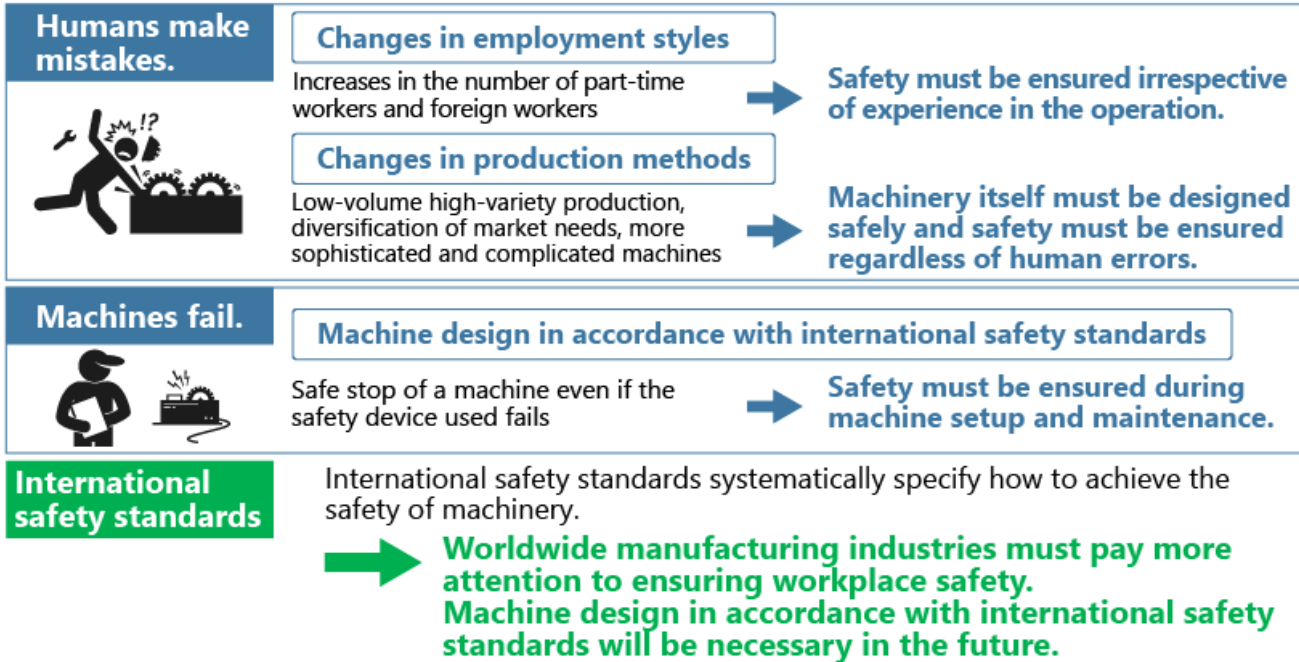 Humans make
mistakes.
!?
Changes in employment styles
Increases in the number of part-time
workers and foreign workers
Safety must be ensured irrespective
of experience in the operation.
Changes in production methods
Low-volume high-variety production,
diversification of market needs, more
sophisticated and complicated machines
Machinery itself must be designed
safely and safety must be ensured
regardless of human errors.
Machines fail.
Machine design in accordance with international safety standards
Safe stop of a machine even if the
safety device used fails
Safety must be ensured during
machine setup and maintenance.
International
safety standards
International safety standards systematically specify how to achieve the
safety of machinery.
Worldwide manufacturing industries must pay more
attention to ensuring workplace safety.
Machine design in accordance with international safety
standards will be necessary in the future.